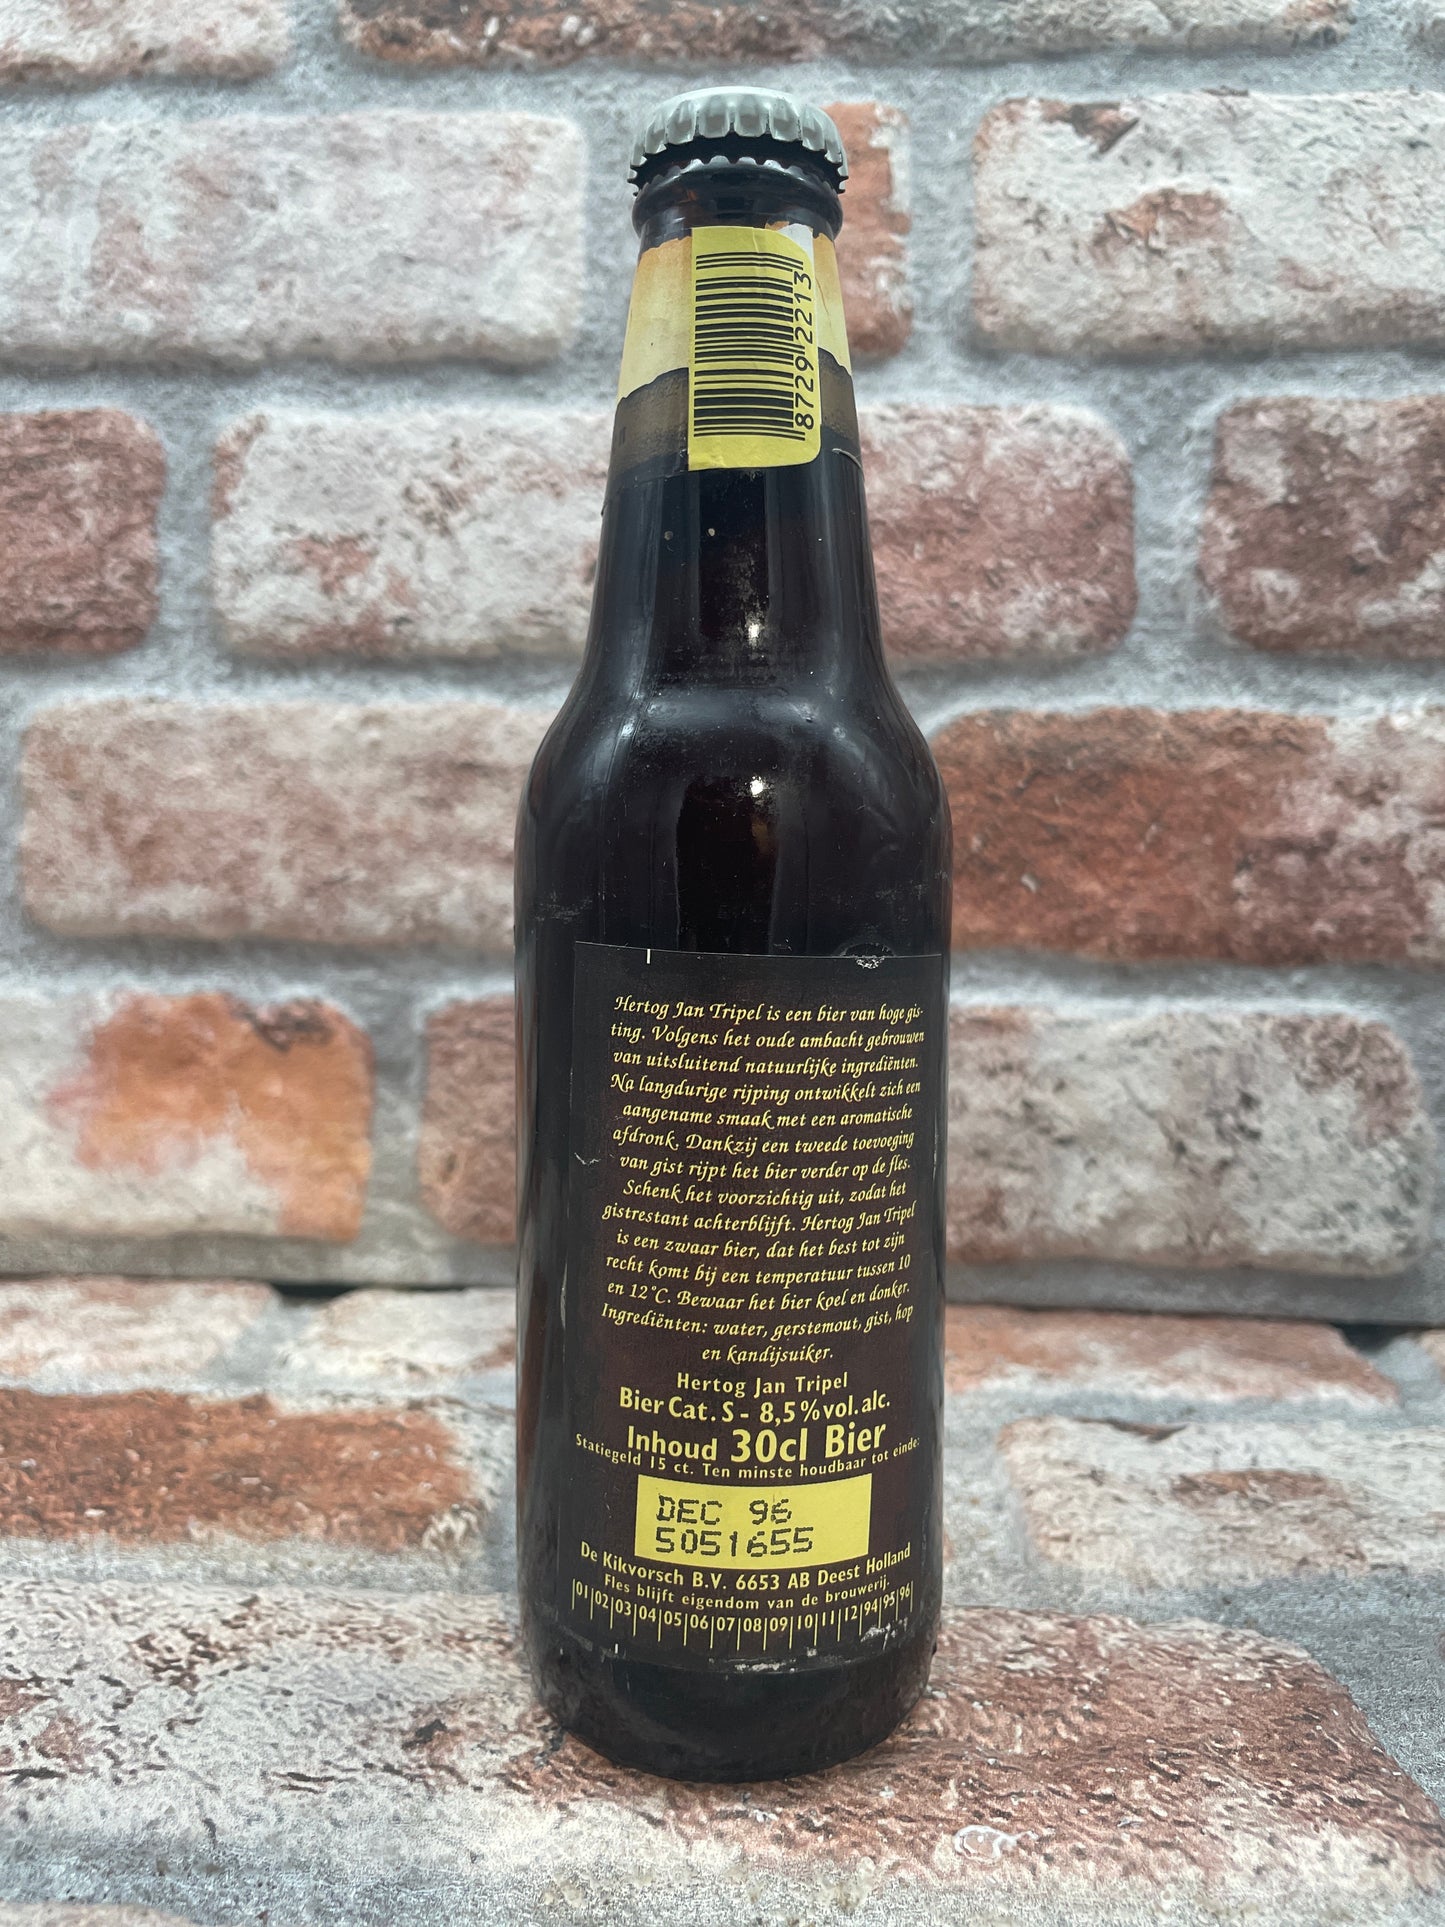 8729 2213
Hertog Jan Tripel is een bier van hoge gis-
ting. Volgens het oude ambacht gebrouwen
van uitsluitend natuurlijke ingrediënten.
Na langdurige rijping ontwikkelt zich een
aangename smaak met een aromatische
afdronk. Dankzij een tweede toevoeging
van gist rijpt het bier verder op de fles.
Schenk het voorzichtig uit, zodat het
gistrestant achterblijft. Hertog Jan Tripel
is een zwaar bier, dat het best tot zijn
recht komt bij een temperatuur tussen 10
en 12°C. Bewaar het bier koel en donker.
Ingrediënten: water, gerstemout, gist, hop
en kandijsuiker.
Hertog Jan Tripel
Bier Cat. S - 8,5% vol. alc.
Inhoud 30cl Bier
Statiegeld 15 ct. Ten minste houdbaar tot einde:
DEC 96
5051655
De Kikvorsch B.V. 6653 AB Deest Holland
Fles blijft eigendom van de brouwerij.
|01|02|03|04|05|06|07|08|09|10|11|12|94|95|96|